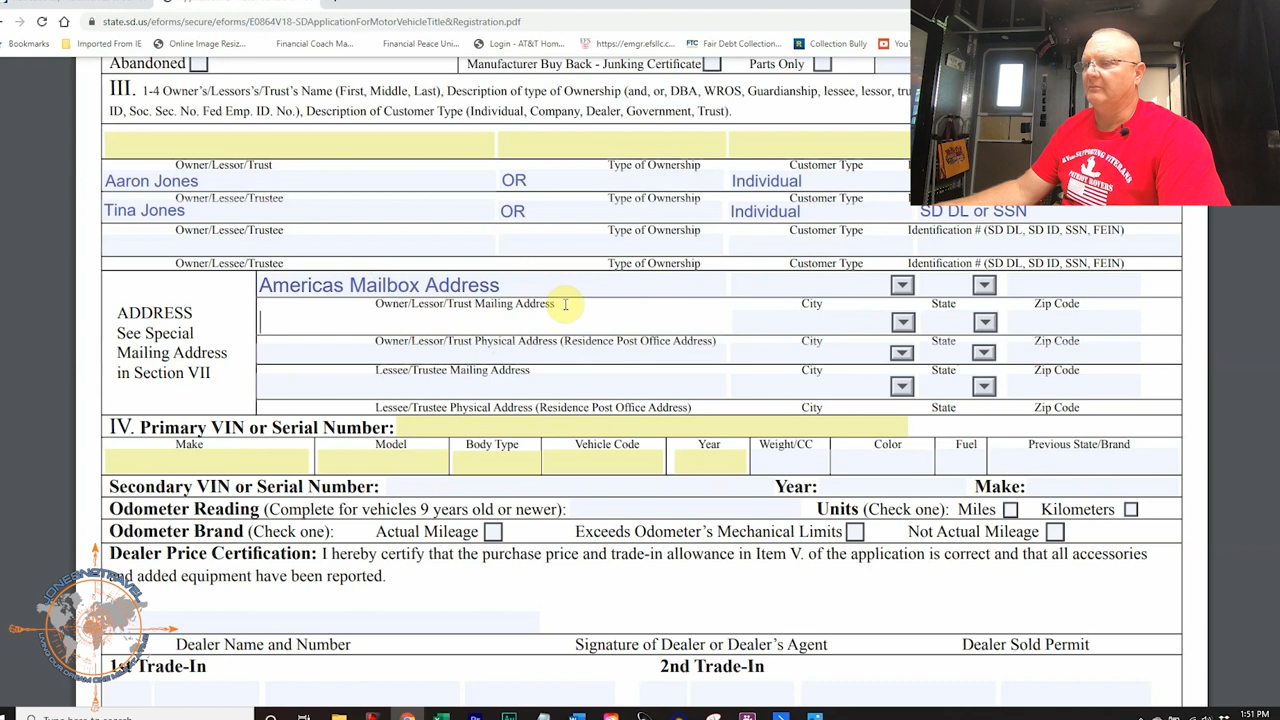 state.sd.us/eforms/secure/eforms/E0864V18-SDApplicationForMotorVehicleTitle&Registration.pdf
Bookmarks Imported From IE Online Image Resiz... Financial Coach Ma... Financial Peace Uni... Login - AT&T Hom... EFS https://emgr.efsllc.c... FTC Fair Debt Collection... R Collection Bully
Abandoned Manufacturer Buy Back - Junking Certificate Parts Only
III. 1-4 Owner's/Lessors's/Trust's Name (First, Middle, Last), Description of type of Ownership (and, or, DBA, WROS, Guardianship, lessee, lessor,
ID, Soc. Sec. No. Fed Emp. ID. No.), Description of Customer Type (Individual, Company, Dealer, Government, Trust).
Owner/Lessor/Trust Type of Ownership Customer Type
Aaron Jones OR Individual
Owner/Lessee/Trustee Type of Ownership Customer Type
Tina Jones OR Individual SD DL or SSN
Owner/Lessee/Trustee Type of Ownership Customer Type Identification # (SD DL, SD ID, SSN, FEIN)
Owner/Lessee/Trustee Type of Ownership Customer Type Identification # (SD DL, SD ID, SSN, FEIN)
Americas Mailbox Address
Owner/Lessor/Trust Mailing Address City State Zip Code
ADDRESS
See Special
Mailing Address
in Section VII
Owner/Lessor/Trust Physical Address (Residence Post Office Address) City State Zip Code
Lessee/Trustee Mailing Address City State Zip Code
Lessee/Trustee Physical Address (Residence Post Office Address) City State Zip Code
IV. Primary VIN or Serial Number:
Make Model Body Type Vehicle Code Year Weight/CC Color Fuel Previous State/Brand
Secondary VIN or Serial Number: Year: Make:
Odometer Reading (Complete for vehicles 9 years old or newer): Units (Check one): Miles Kilometers
Odometer Brand (Check one): Actual Mileage Exceeds Odometer's Mechanical Limits Not Actual Mileage
Dealer Price Certification: I hereby certify that the purchase price and trade-in allowance in Item V. of the application is correct and that all accessories
and added equipment have been reported.
Dealer Name and Number Signature of Dealer or Dealer's Agent Dealer Sold Permit
1st Trade-In 2nd Trade-In
JONESNTRAVEL
1:51 PM
PATRIOT ROVERS